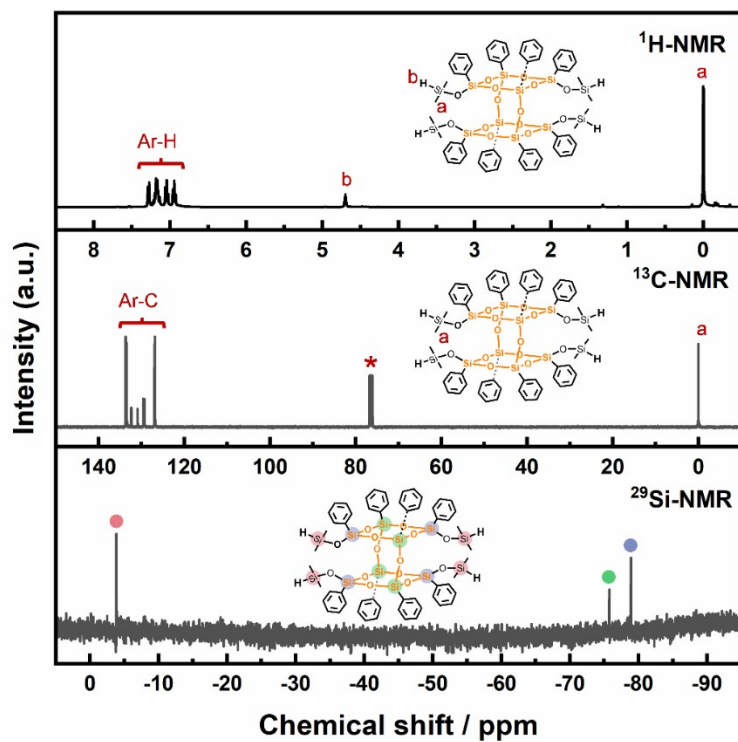 ¹H-NMR
b
a
a
Ar-H
b
8 7 6 5 4 3 2 1 0
¹³C-NMR
Ar-C
*
a
a
140 120 100 80 60 40 20 0
²⁹Si-NMR
0 -10 -20 -30 -40 -50 -60 -70 -80 -90
Chemical shift / ppm
Intensity (a.u.)